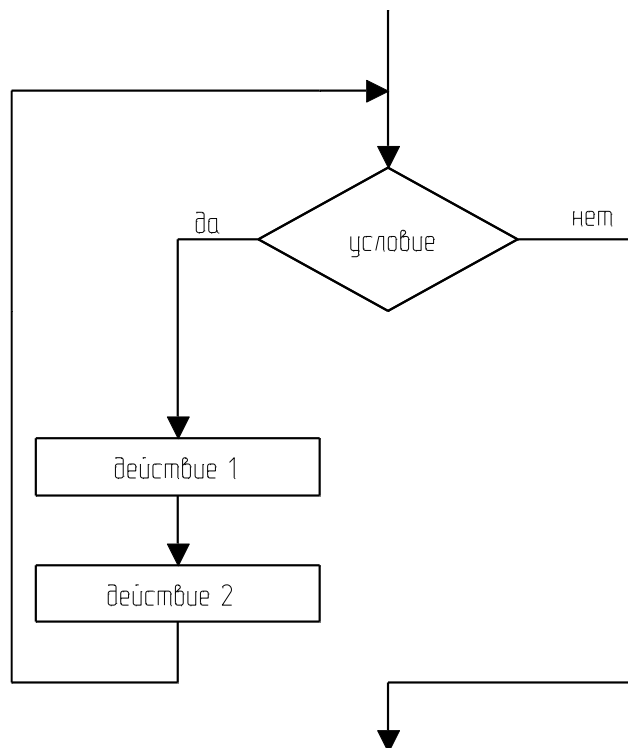 да
нет
условие
действие 1
действие 2